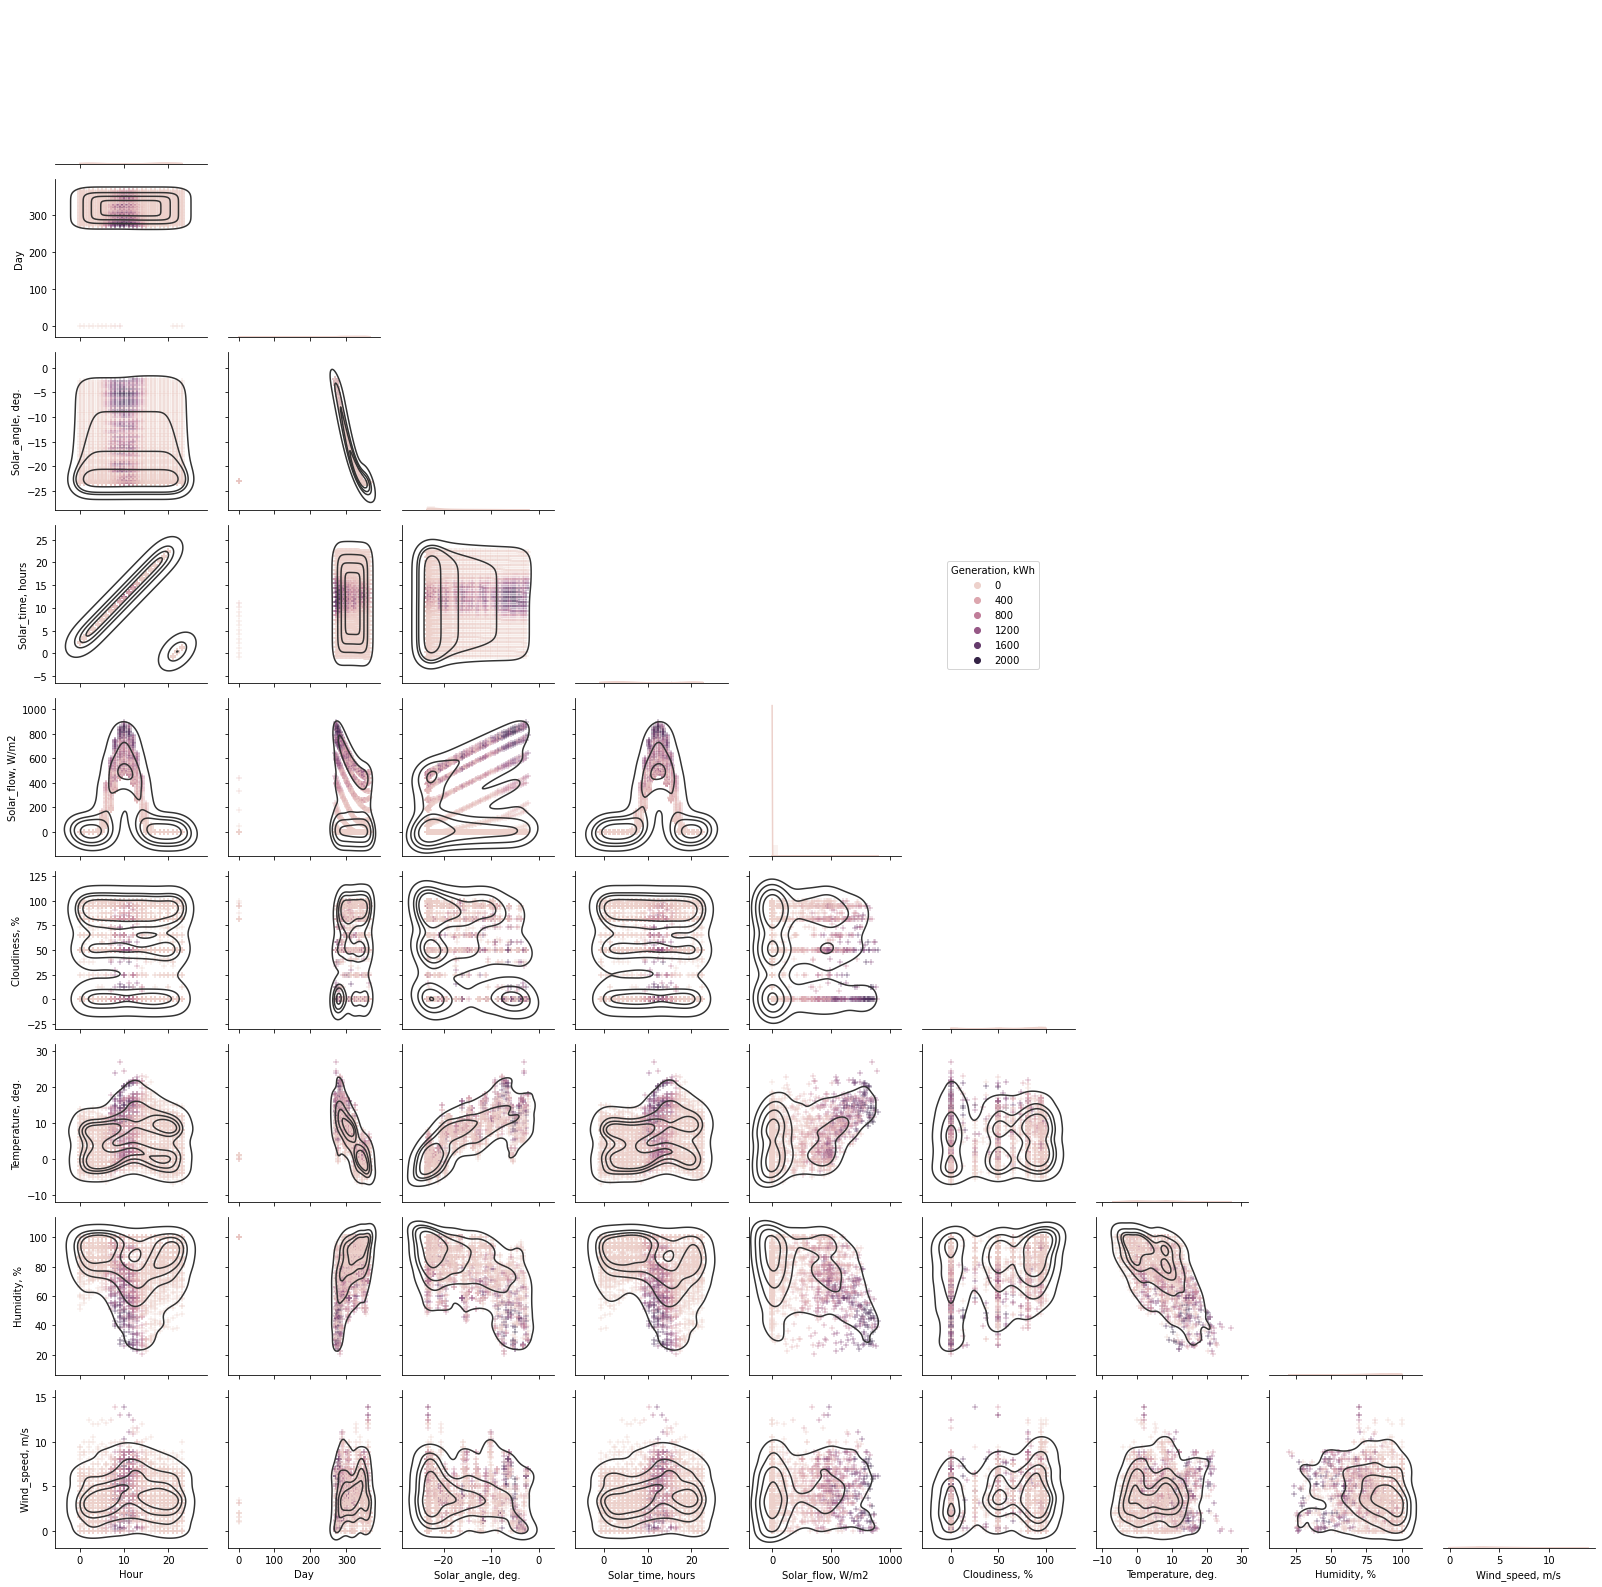 Day
300
200
100
0
Solar_angle, deg.
0
−5
−10
−15
−20
−25
Solar_time, hours
25
20
15
10
5
0
−5
Generation, kWh
0
400
800
1200
1600
2000
Solar_flow, W/m2
1000
800
600
400
200
0
Cloudiness, %
125
100
75
50
25
0
−25
Temperature, deg.
30
20
10
0
−10
Humidity, %
100
80
60
40
20
Wind_speed, m/s
15
10
5
0
0 10 20
0 100 200 300
−20 −10 0
0 10 20
0 500 1000
0 50 100
−10 0 10 20 30
25 50 75 100
0 5 10
Hour
Day
Solar_angle, deg.
Solar_time, hours
Solar_flow, W/m2
Cloudiness, %
Temperature, deg.
Humidity, %
Wind_speed, m/s